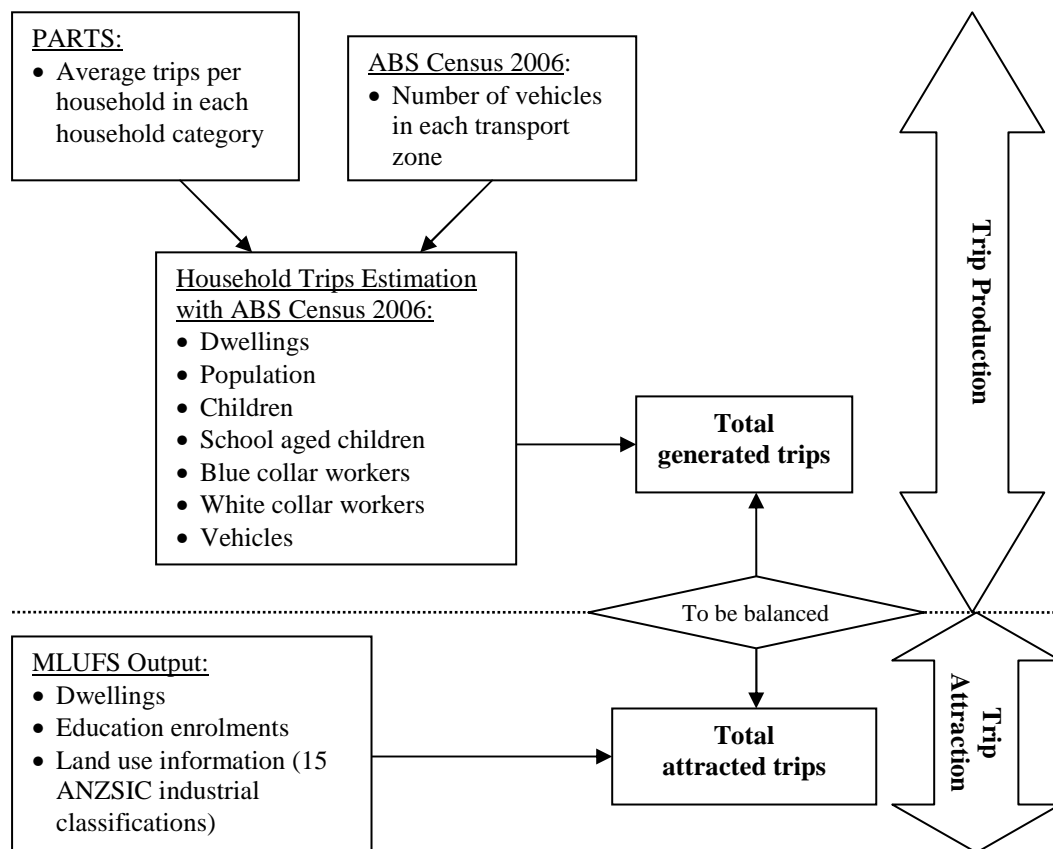 PARTS:
• Average trips per
household in each
household category
ABS Census 2006:
• Number of vehicles
in each transport
zone
Household Trips Estimation
with ABS Census 2006:
• Dwellings
• Population
• Children
• School aged children
• Blue collar workers
• White collar workers
• Vehicles
Total
generated trips
Trip Production
To be balanced
MLUFS Output:
• Dwellings
• Education enrolments
• Land use information (15
ANZSIC industrial
classifications)
Total
attracted trips
Trip
Attraction